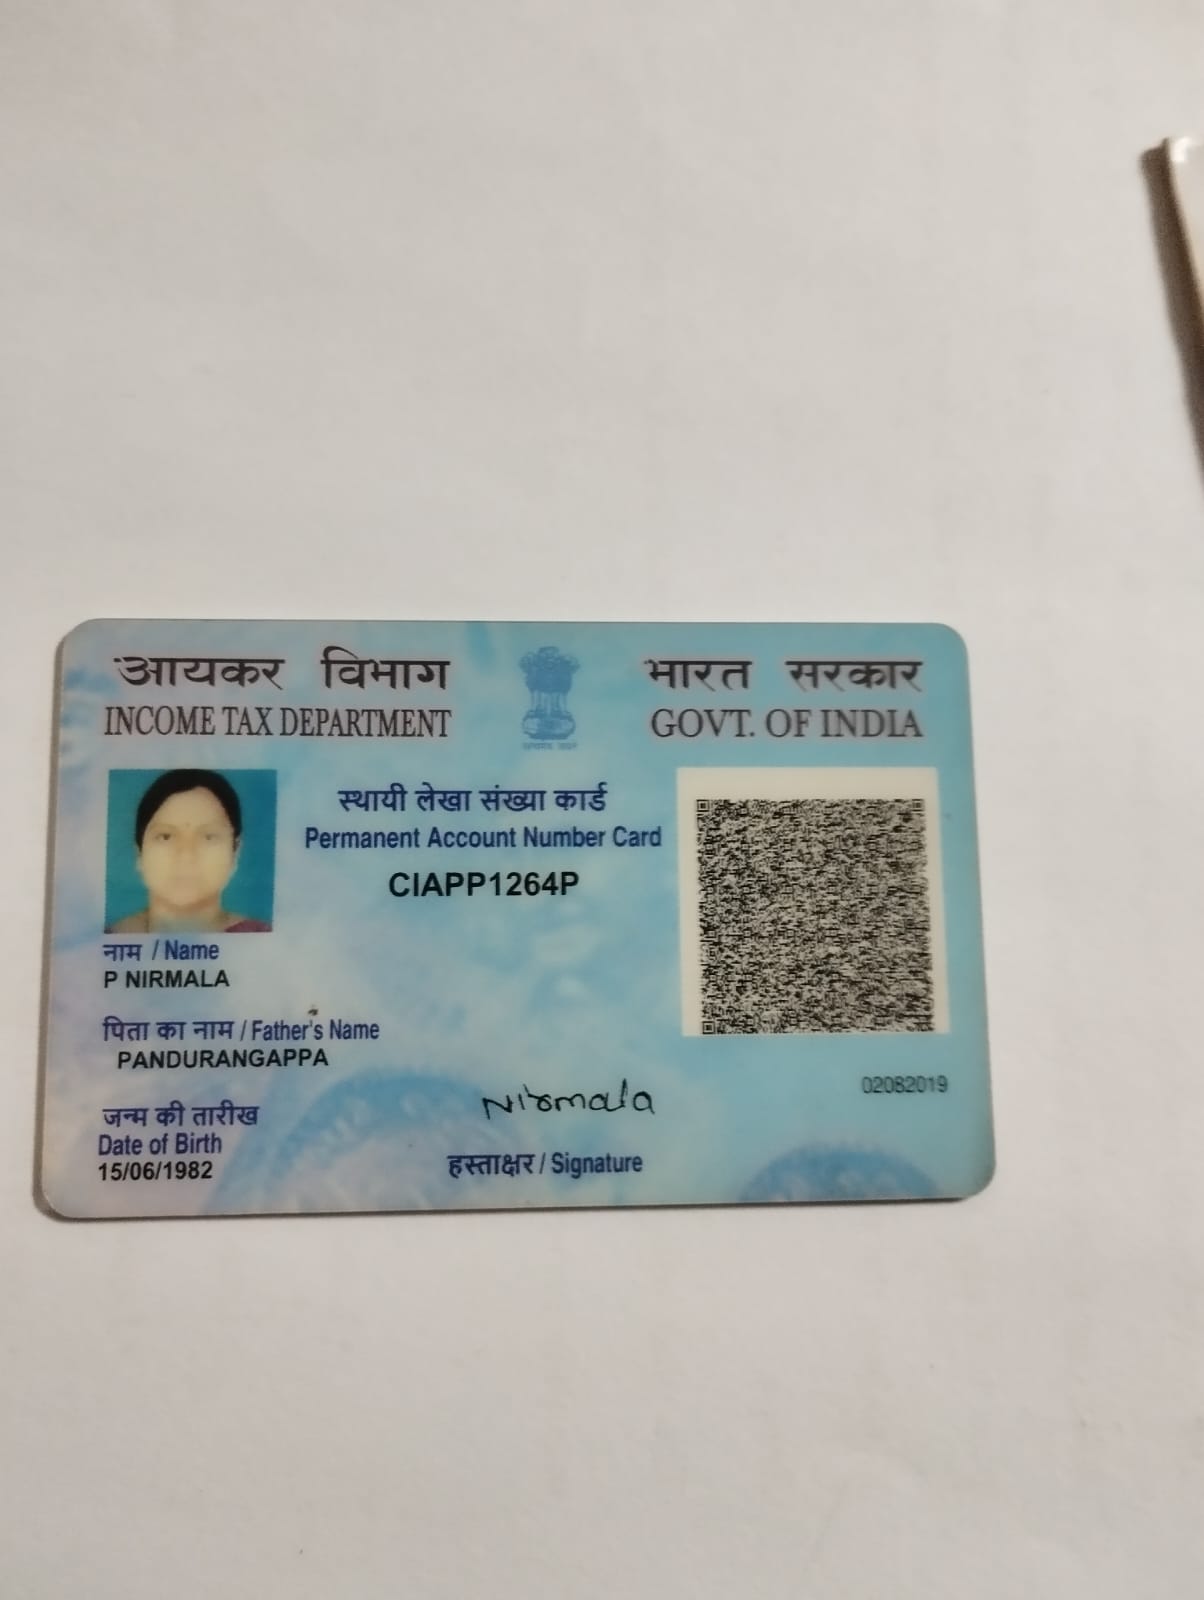 आयकर विभाग
INCOME TAX DEPARTMENT
भारत सरकार
GOVT. OF INDIA
स्थायी लेखा संख्या कार्ड
Permanent Account Number Card
CIAPP1264P
नाम / Name
P NIRMALA
पिता का नाम / Father's Name
PANDURANGAPPA
जन्म की तारीख
Date of Birth
15/06/1982
Nirmala
हस्ताक्षर / Signature
02082019